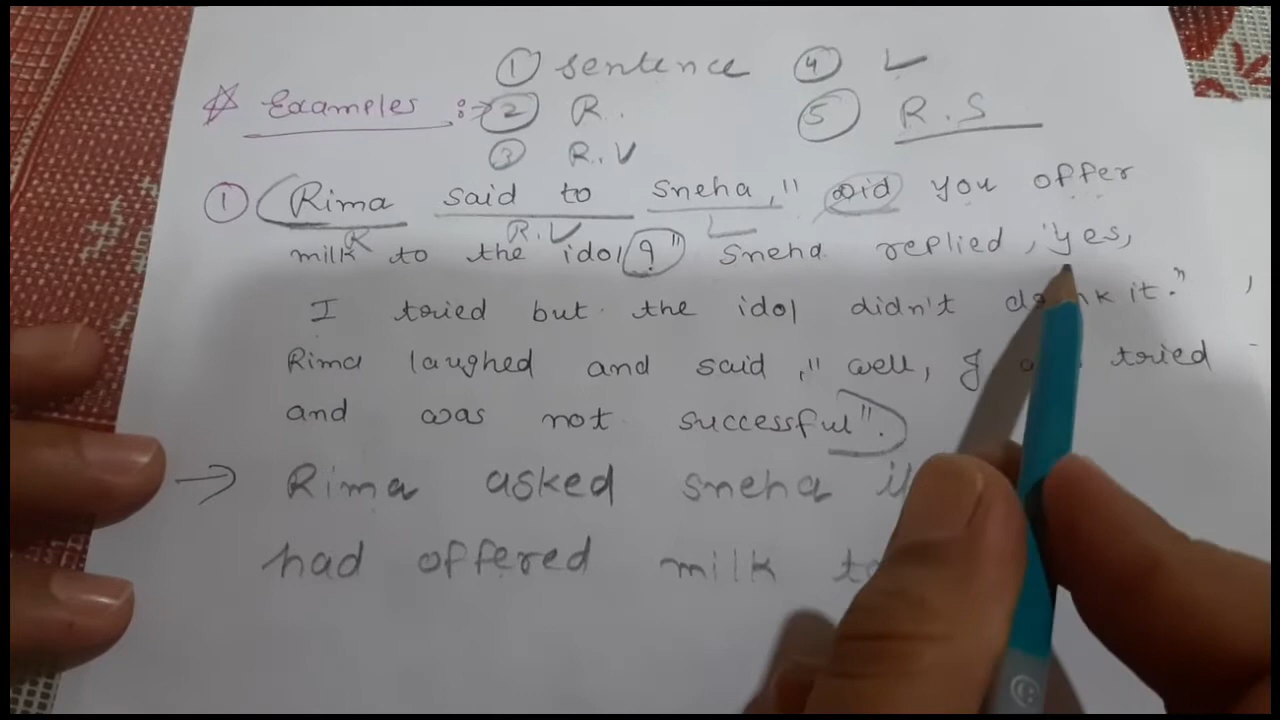 ① sentence ④ L
☆ Examples :→ ② R. ⑤ R.S
③ R.V
① Rima said to Sneha," Did you offer
R R.V L
milk to the idol?" Sneha replied ,"Yes,
I tried but the idol didn't it."
Rima laughed and said ," well, I tried
and was not successful".
→ Rima asked sneha
had offered milk